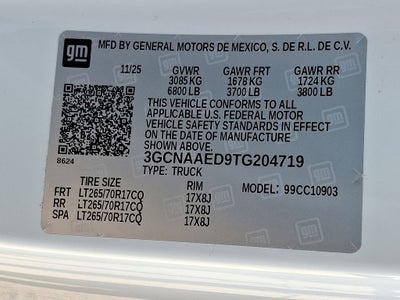 gm
MFD BY GENERAL MOTORS DE MEXICO, S. DE R.L. DE C.V.
11/25 GVWR GAWR FRT GAWR RR
3085 KG 1678 KG 1724 KG
6800 LB 3700 LB 3800 LB
THIS VEHICLE CONFORMS TO ALL
APPLICABLE U.S. FEDERAL MOTOR
VEHICLE SAFETY STANDARDS IN EFFECT
ON THE DATE OF MANUFACTURE
SHOWN ABOVE.
8624
3GCNAAED9TG204719
TYPE: TRUCK
TIRE SIZE RIM MODEL: 99CC10903
FRT LT265/70R17CQ 17X8J
RR LT265/70R17CQ 17X8J
SPA LT265/70R17CQ 17X8J